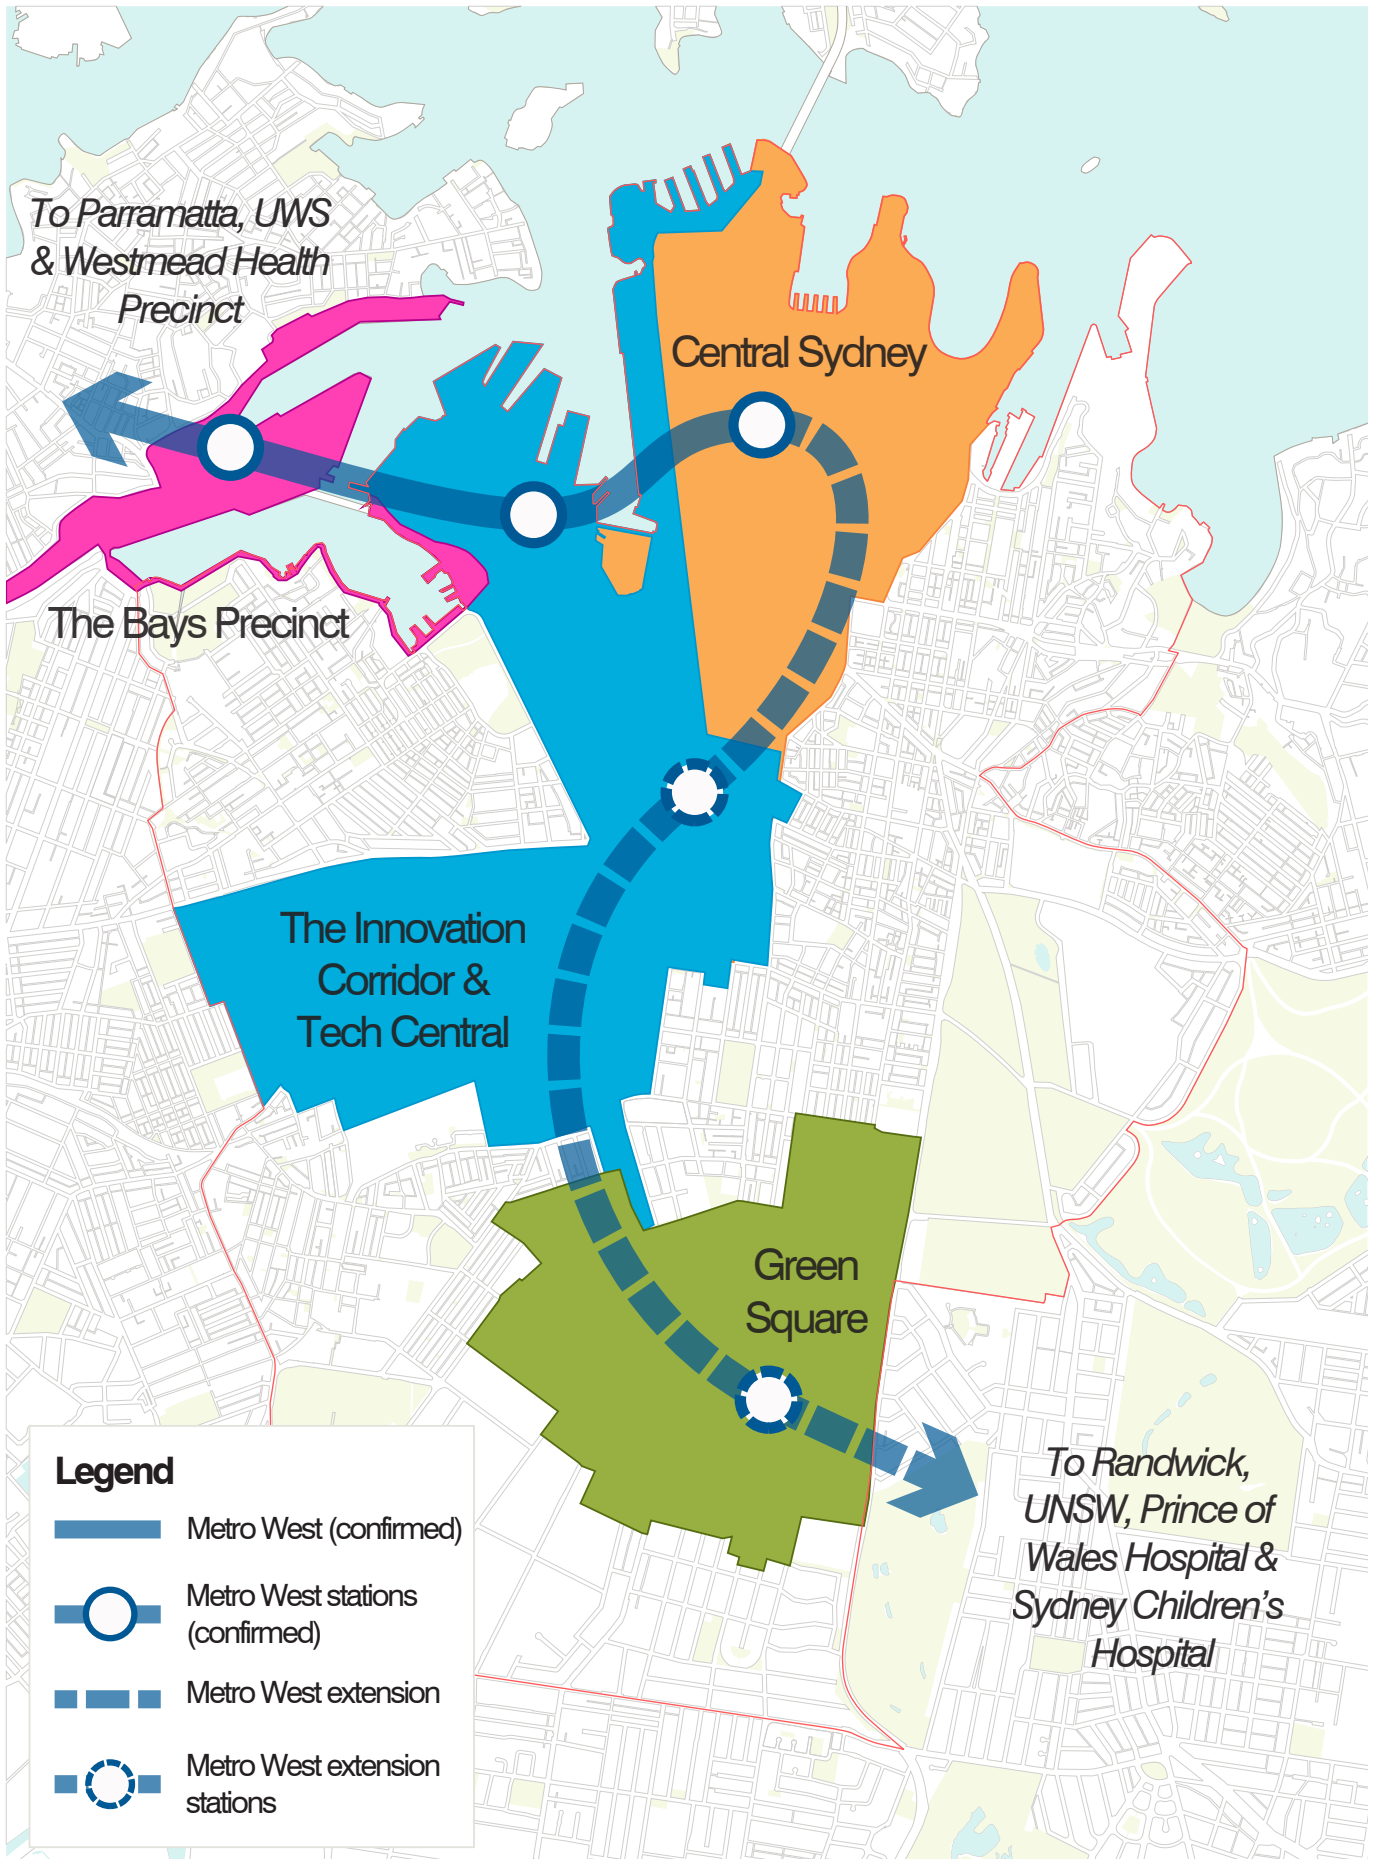 To Parramatta, UWS
& Westmead Health
Precinct
Central Sydney
The Bays Precinct
The Innovation
Corridor &
Tech Central
Green
Square
To Randwick,
UNSW, Prince of
Wales Hospital &
Sydney Children's
Hospital
Legend
Metro West (confirmed)
Metro West stations
(confirmed)
Metro West extension
Metro West extension
stations